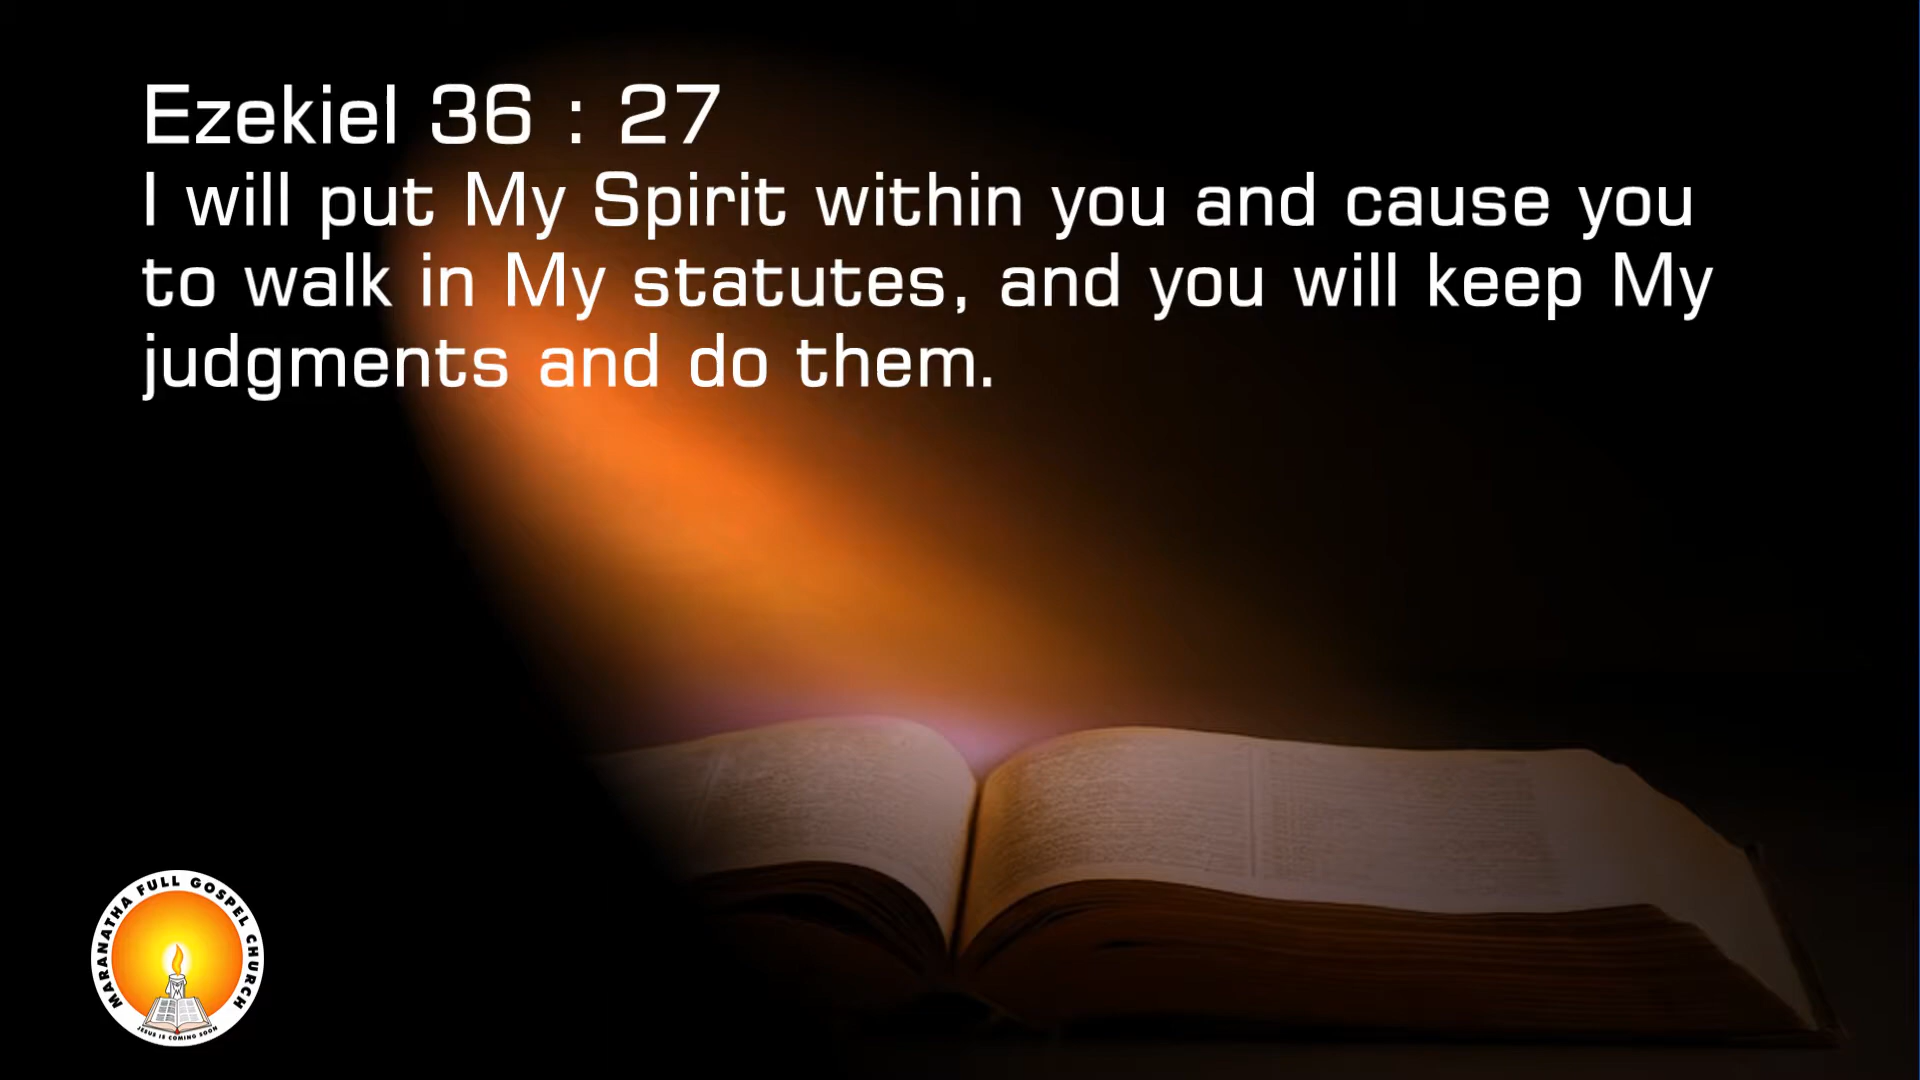 Ezekiel 36 : 27
I will put My Spirit within you and cause you
to walk in My statutes, and you will keep My
judgments and do them.
MARANATHA FULL GOSPEL CHURCH
JESUS IS COMING SOON